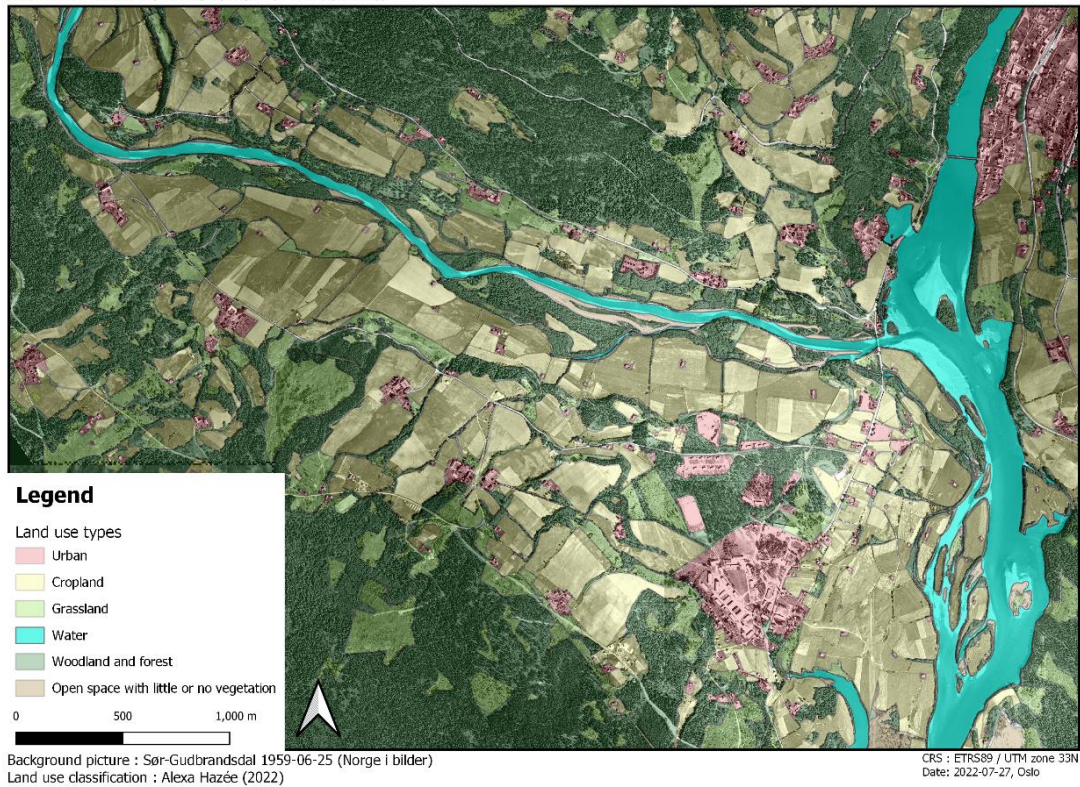 Legend
Land use types
Urban
Cropland
Grassland
Water
Woodland and forest
Open space with little or no vegetation
0 500 1,000 m
Background picture : Sør-Gudbrandsdal 1959-06-25 (Norge i bilder)
Land use classification : Alexa Hazée (2022)
CRS : ETRS89 / UTM zone 33N
Date: 2022-07-27, Oslo